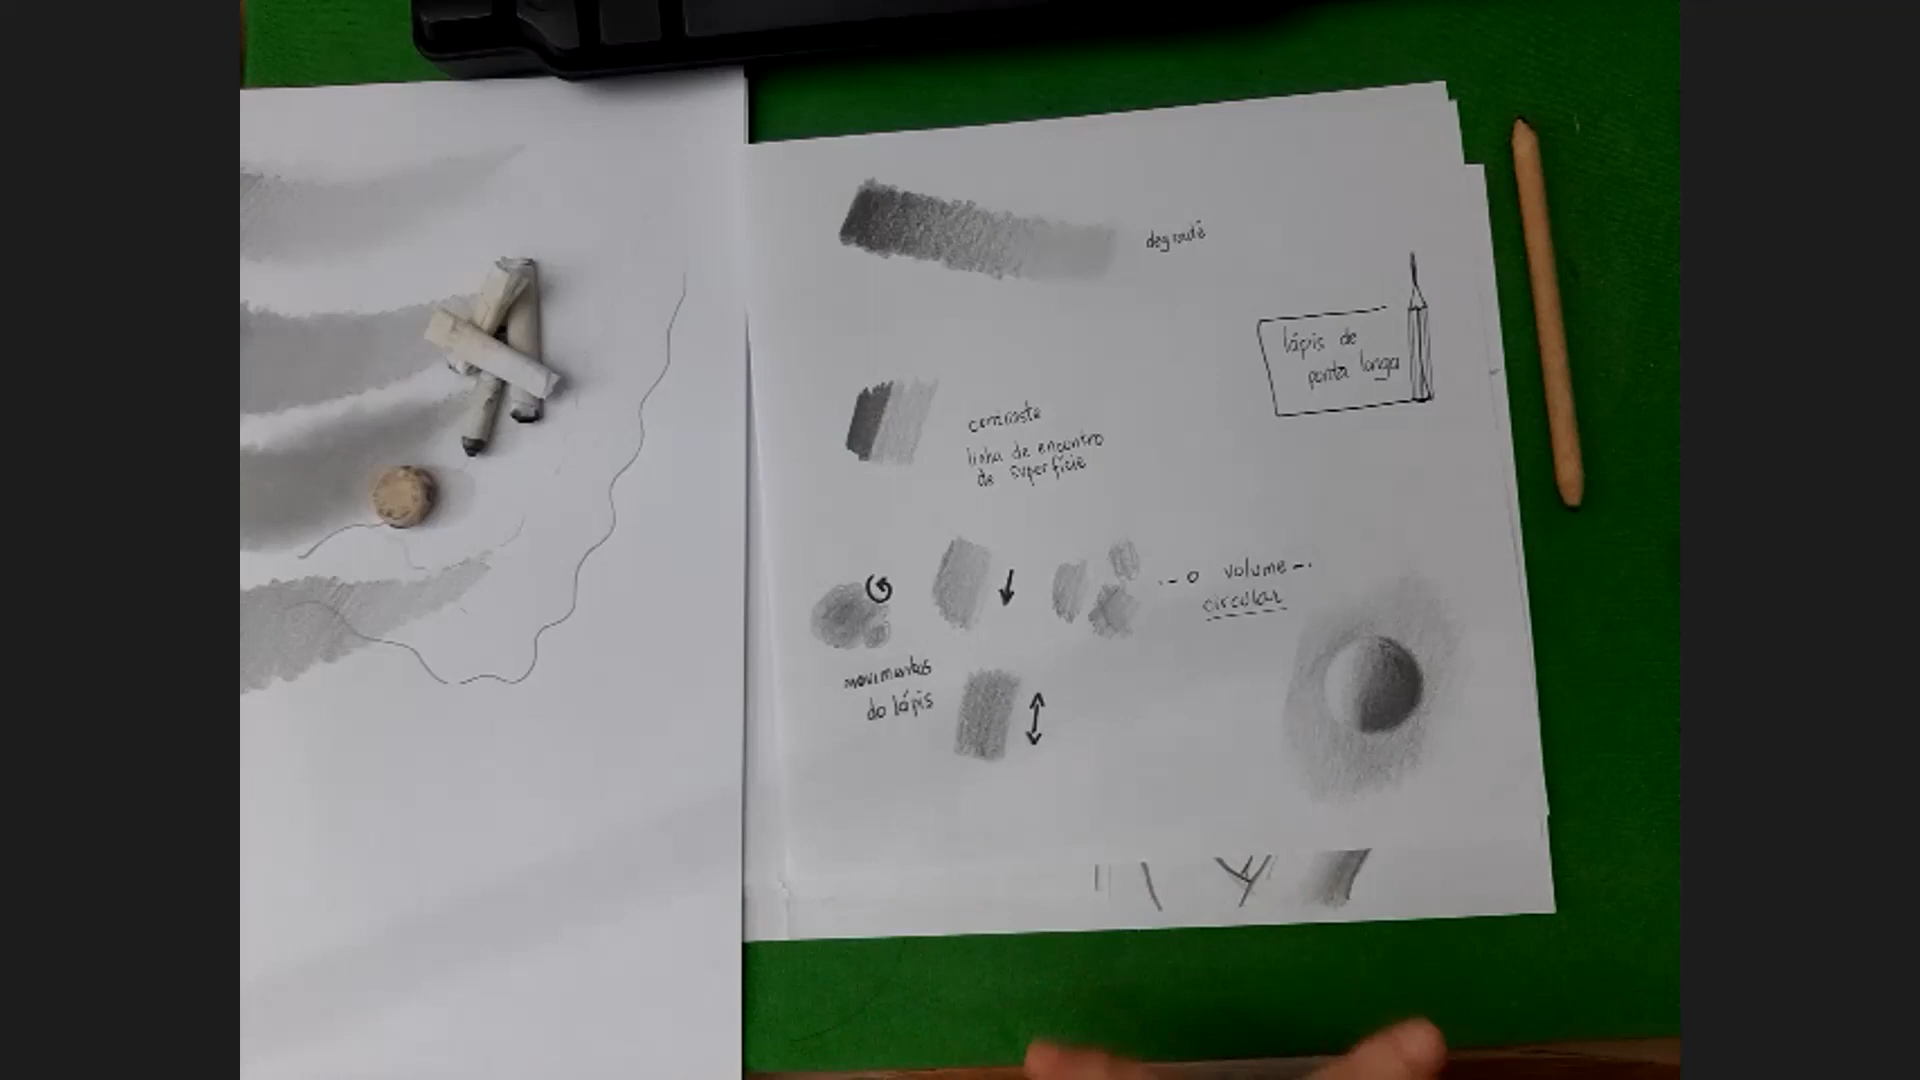 degradê
lápis de
ponta longa
contraste
linha de encontro
de superfície
o volume
circular
movimentos
do lápis